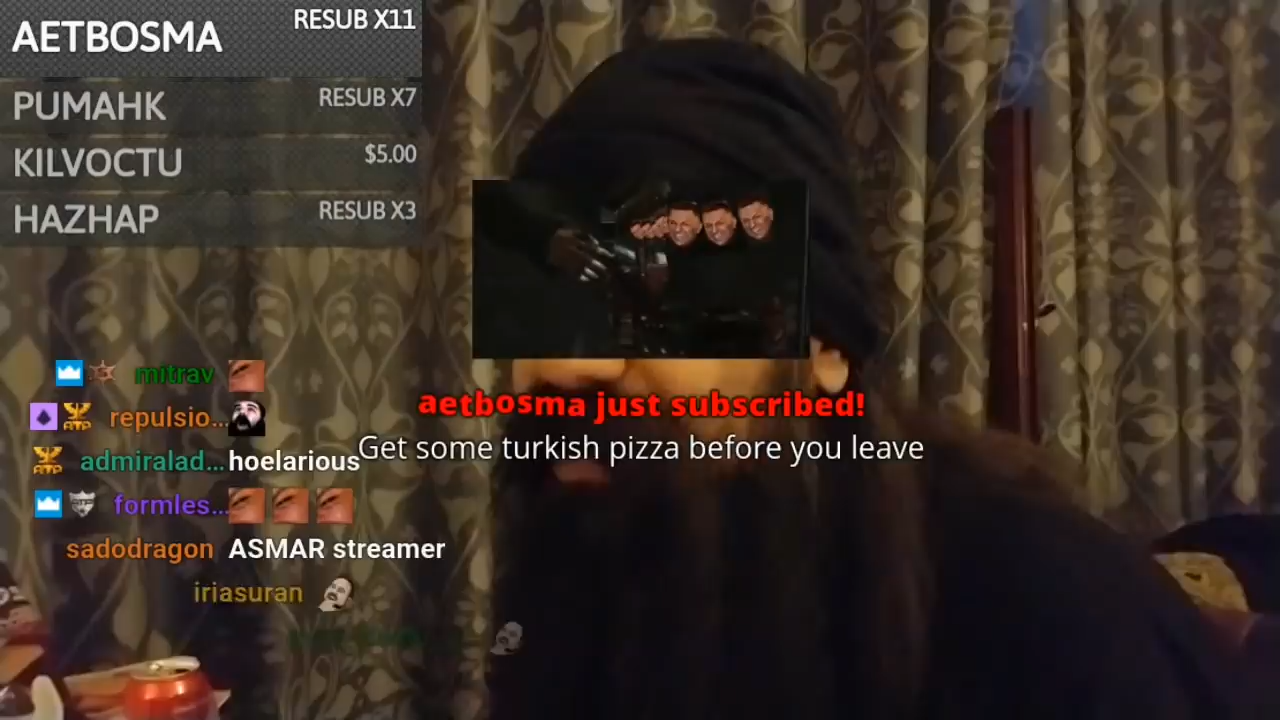 AETBOSMA RESUB X11
PUMAHK RESUB X7
KILVOCTU $5.00
HAZHAP RESUB X3
mitrav
repulsio...
admiralad... hoelarious
formles...
sadodragon ASMAR streamer
iriasuran
aetbosma just subscribed!
Get some turkish pizza before you leave